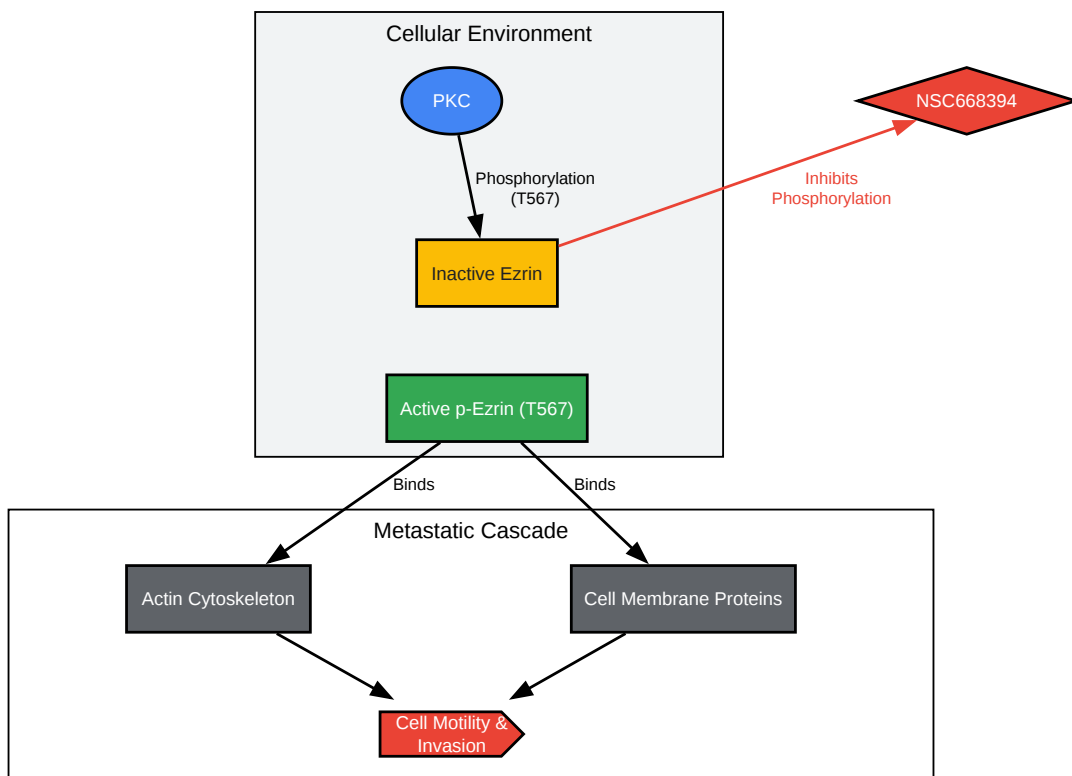 Cellular Environment
PKC
NSC668394
Phosphorylation
(T567)
Inhibits
Phosphorylation
Inactive Ezrin
Active p-Ezrin (T567)
Binds
Binds
Metastatic Cascade
Actin Cytoskeleton
Cell Membrane Proteins
Cell Motility &
Invasion